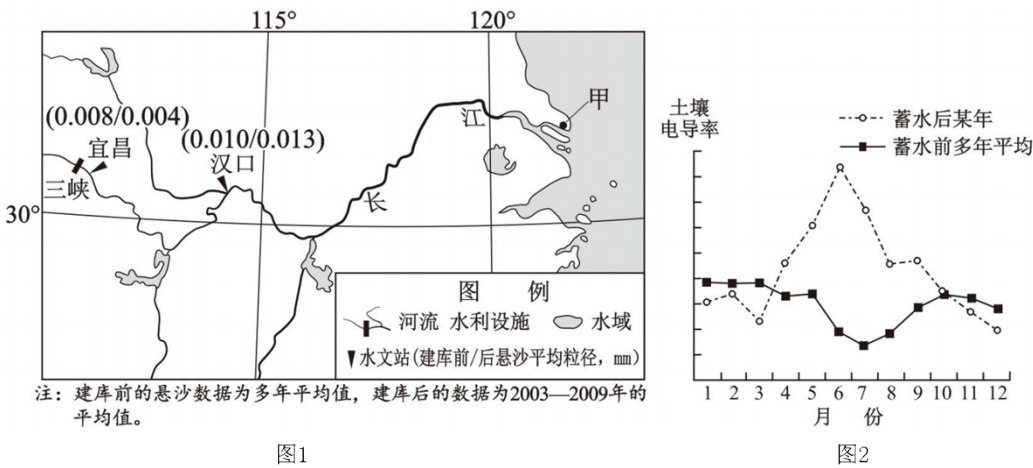 115°
120°
甲
(0.008/0.004)
(0.010/0.013)
江
宜昌
汉口
三峡
长
30°
图 例
河流 水利设施 水域
水文站(建库前/后悬沙平均粒径, mm)
注: 建库前的悬沙数据为多年平均值, 建库后的数据为2003—2009年的
平均值。
图1
土壤
电导率
蓄水后某年
蓄水前多年平均
1 2 3 4 5 6 7 8 9 10 11 12
月 份
图2